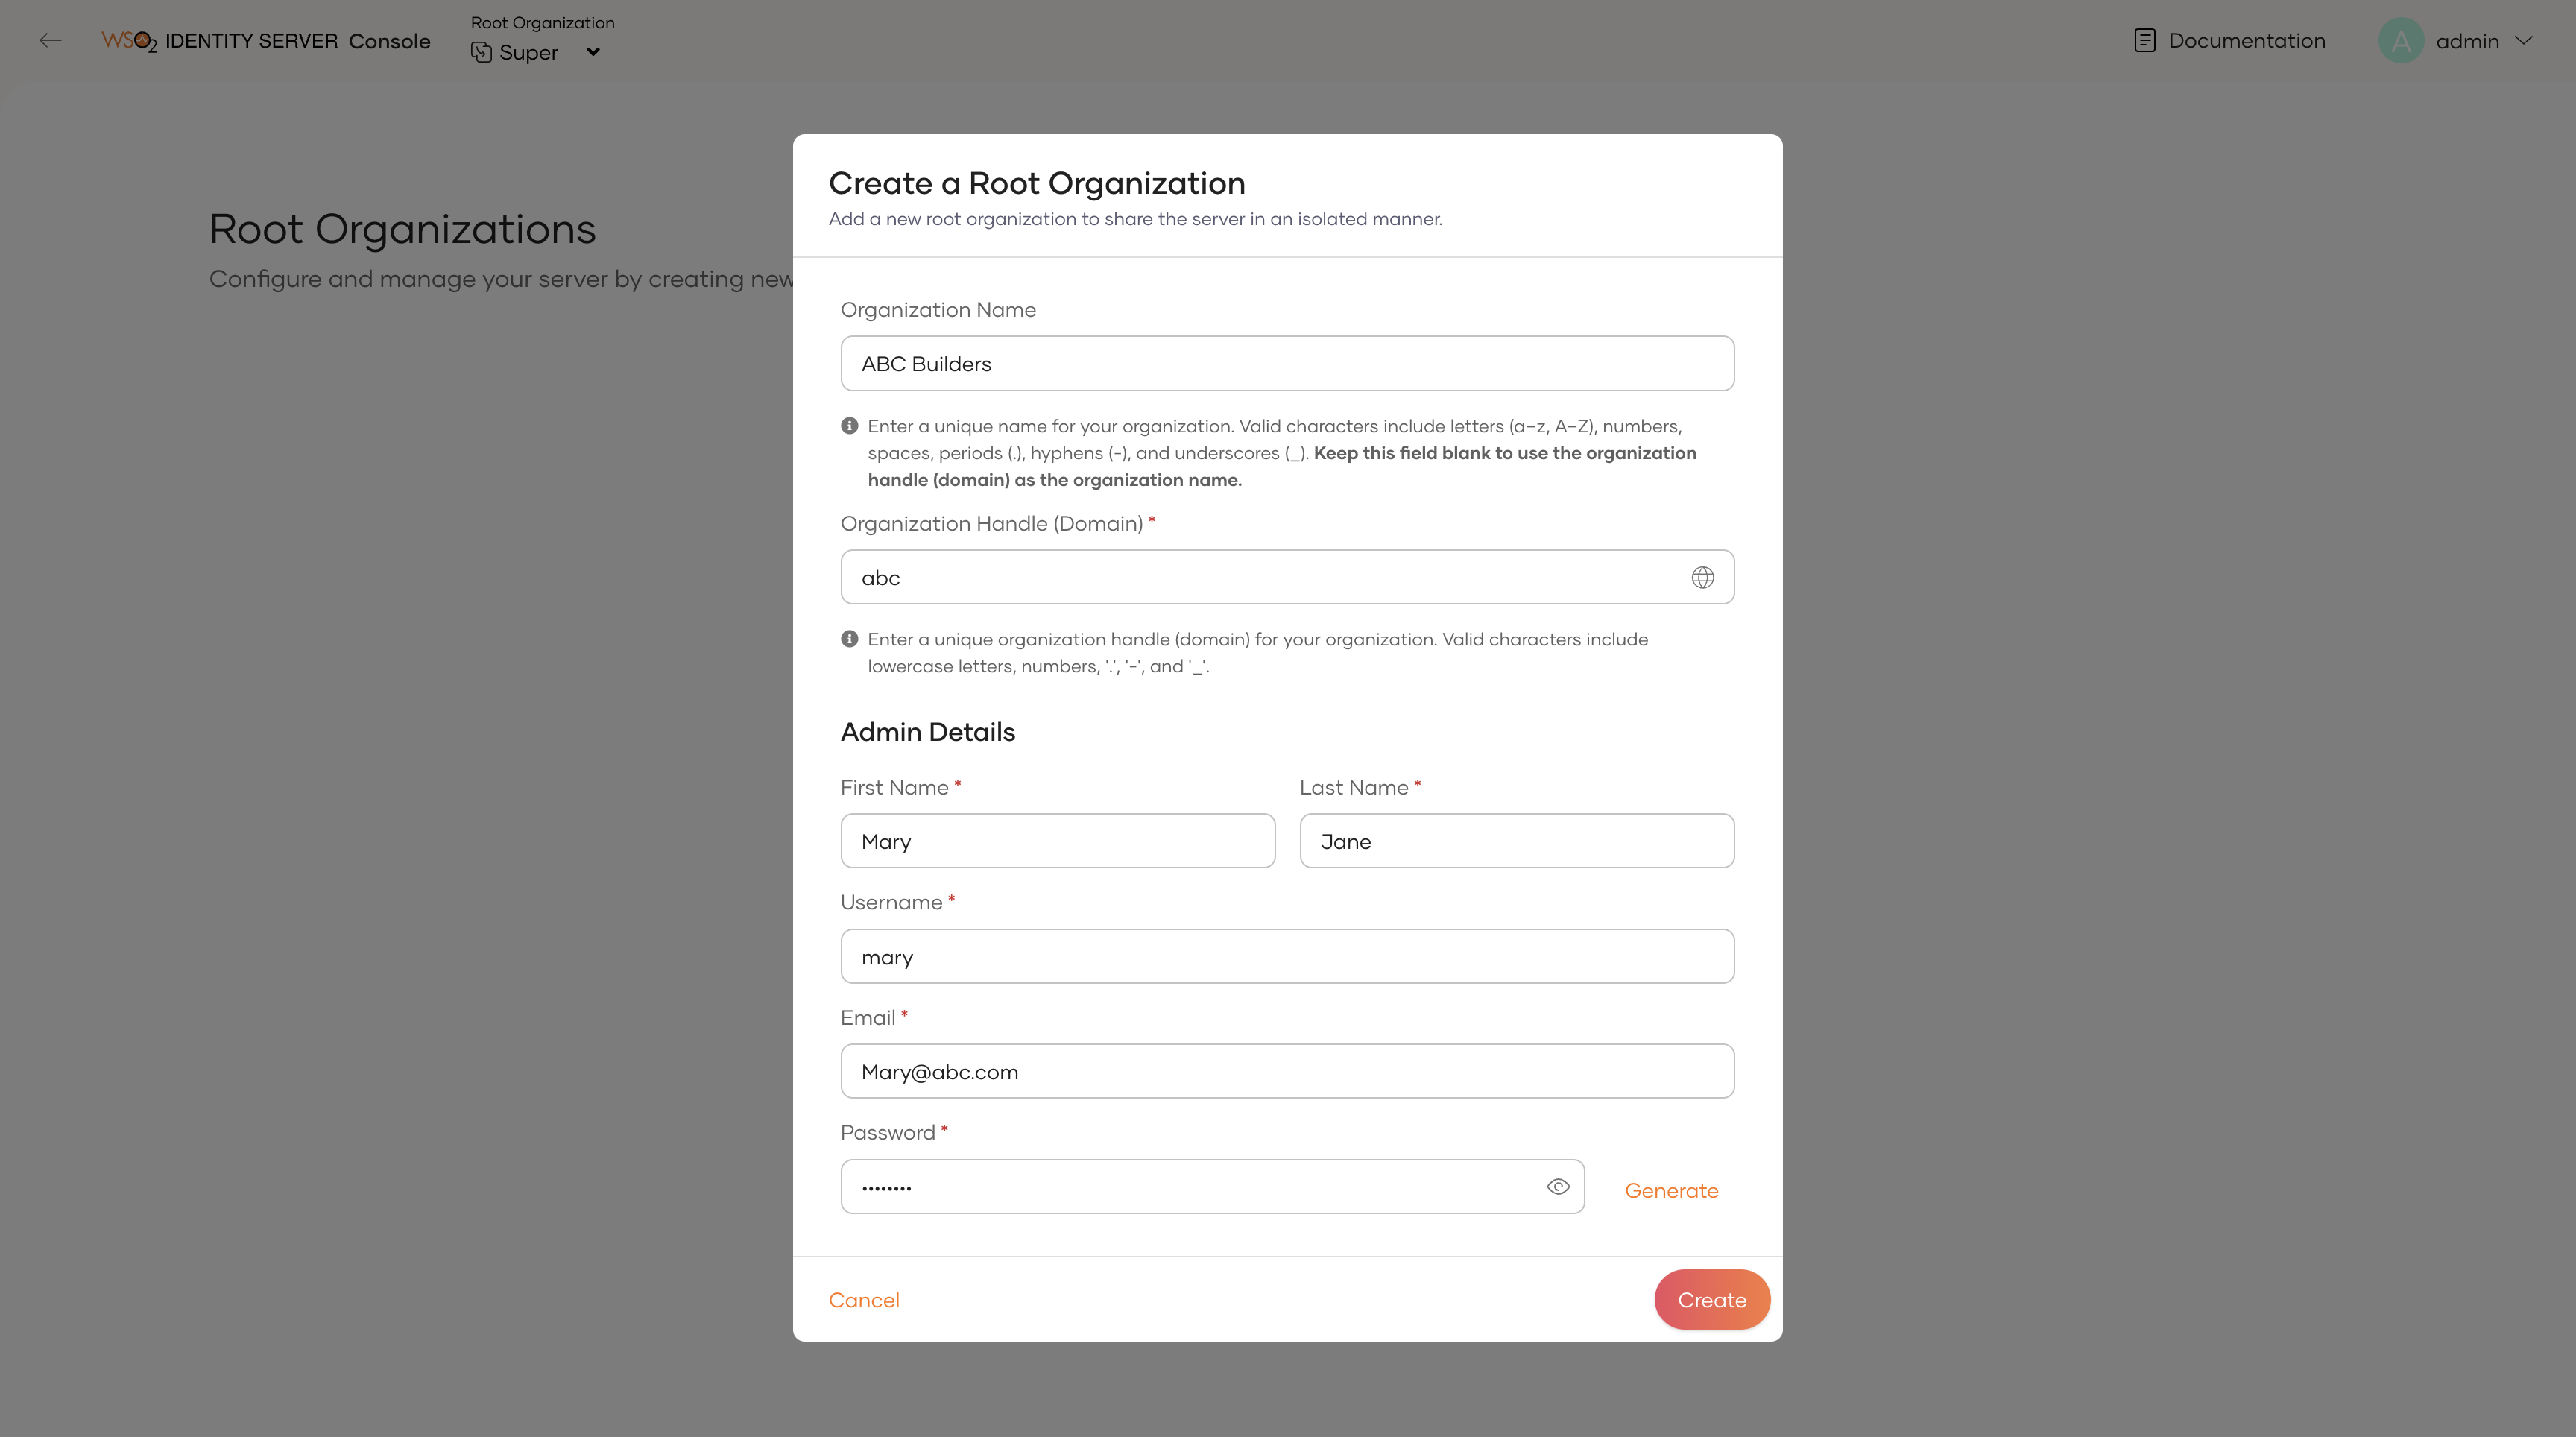 WSO2 IDENTITY SERVER Console
Root Organization
Super
Documentation
A
admin
Root Organizations
Configure and manage your server by creating new
Create a Root Organization
Add a new root organization to share the server in an isolated manner.
Organization Name
ABC Builders
Enter a unique name for your organization. Valid characters include letters (a–z, A–Z), numbers,
spaces, periods (.), hyphens (-), and underscores (_). Keep this field blank to use the organization
handle (domain) as the organization name.
Organization Handle (Domain) *
abc
Enter a unique organization handle (domain) for your organization. Valid characters include
lowercase letters, numbers, '.', '-', and '_'.
Admin Details
First Name * Last Name *
Mary Jane
Username *
mary
Email *
Mary@abc.com
Password *
••••••••
Generate
Cancel
Create